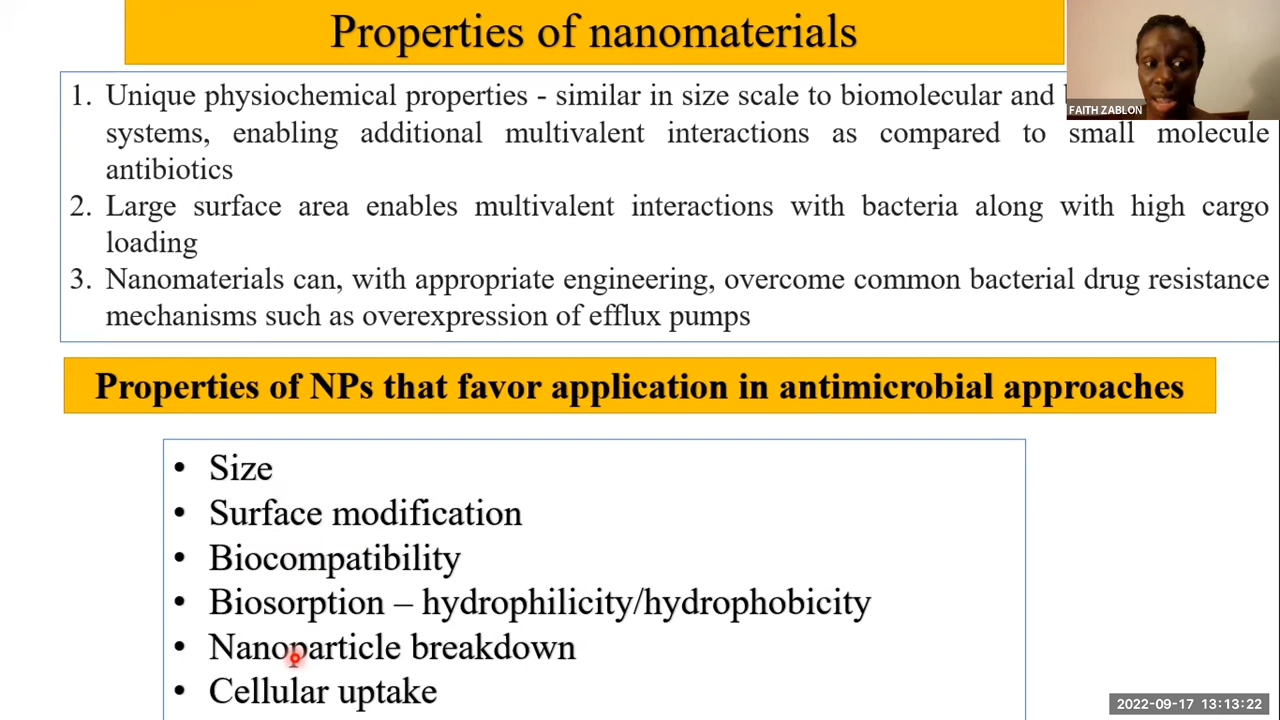 Properties of nanomaterials
FAITH ZABLON
1. Unique physiochemical properties - similar in size scale to biomolecular and
systems, enabling additional multivalent interactions as compared to small molecule
antibiotics
2. Large surface area enables multivalent interactions with bacteria along with high cargo
loading
3. Nanomaterials can, with appropriate engineering, overcome common bacterial drug resistance
mechanisms such as overexpression of efflux pumps
Properties of NPs that favor application in antimicrobial approaches
• Size
• Surface modification
• Biocompatibility
• Biosorption – hydrophilicity/hydrophobicity
• Nanoparticle breakdown
• Cellular uptake
2022-09-17 13:13:22